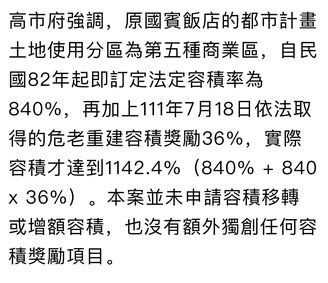 高市府強調，原國賓飯店的都市計畫
土地使用分區為第五種商業區，自民
國82年起即訂定法定容積率為
840%，再加上111年7月18日依法取
得的危老重建容積獎勵36%，實際
容積才達到1142.4%（840% + 840
x 36%）。本案並未申請容積移轉
或增額容積，也沒有額外獨創任何容
積獎勵項目。